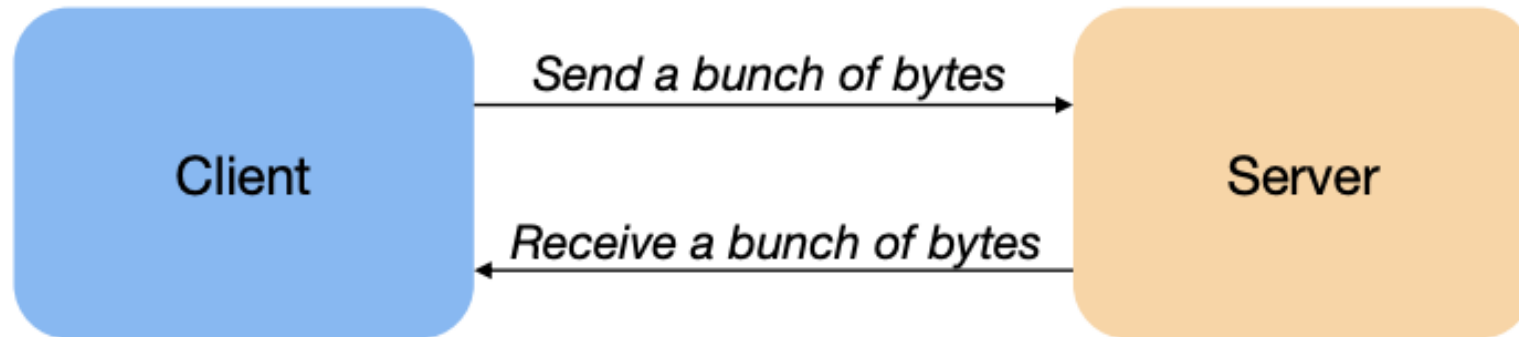 Send a bunch of bytes
Client
Server
Receive a bunch of bytes